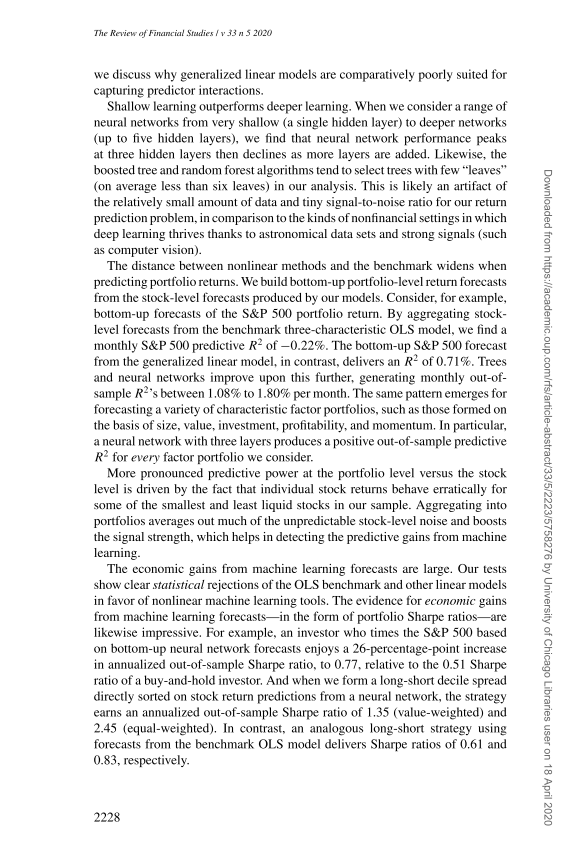 The Review of Financial Studies / v 33 n 5 2020
we discuss why generalized linear models are comparatively poorly suited for
capturing predictor interactions.
Shallow learning outperforms deeper learning. When we consider a range of
neural networks from very shallow (a single hidden layer) to deeper networks
(up to five hidden layers), we find that neural network performance peaks
at three hidden layers then declines as more layers are added. Likewise, the
boosted tree and random forest algorithms tend to select trees with few “leaves”
(on average less than six leaves) in our analysis. This is likely an artifact of
the relatively small amount of data and tiny signal-to-noise ratio for our return
prediction problem, in comparison to the kinds of nonfinancial settings in which
deep learning thrives thanks to astronomical data sets and strong signals (such
as computer vision).
The distance between nonlinear methods and the benchmark widens when
predicting portfolio returns. We build bottom-up portfolio-level return forecasts
from the stock-level forecasts produced by our models. Consider, for example,
bottom-up forecasts of the S&P 500 portfolio return. By aggregating stock-
level forecasts from the benchmark three-characteristic OLS model, we find a
monthly S&P 500 predictive R² of −0.22%. The bottom-up S&P 500 forecast
from the generalized linear model, in contrast, delivers an R² of 0.71%. Trees
and neural networks improve upon this further, generating monthly out-of-
sample R²’s between 1.08% to 1.80% per month. The same pattern emerges for
forecasting a variety of characteristic factor portfolios, such as those formed on
the basis of size, value, investment, profitability, and momentum. In particular,
a neural network with three layers produces a positive out-of-sample predictive
R² for every factor portfolio we consider.
More pronounced predictive power at the portfolio level versus the stock
level is driven by the fact that individual stock returns behave erratically for
some of the smallest and least liquid stocks in our sample. Aggregating into
portfolios averages out much of the unpredictable stock-level noise and boosts
the signal strength, which helps in detecting the predictive gains from machine
learning.
The economic gains from machine learning forecasts are large. Our tests
show clear statistical rejections of the OLS benchmark and other linear models
in favor of nonlinear machine learning tools. The evidence for economic gains
from machine learning forecasts—in the form of portfolio Sharpe ratios—are
likewise impressive. For example, an investor who times the S&P 500 based
on bottom-up neural network forecasts enjoys a 26-percentage-point increase
in annualized out-of-sample Sharpe ratio, to 0.77, relative to the 0.51 Sharpe
ratio of a buy-and-hold investor. And when we form a long-short decile spread
directly sorted on stock return predictions from a neural network, the strategy
earns an annualized out-of-sample Sharpe ratio of 1.35 (value-weighted) and
2.45 (equal-weighted). In contrast, an analogous long-short strategy using
forecasts from the benchmark OLS model delivers Sharpe ratios of 0.61 and
0.83, respectively.
2228
Downloaded from https://academic.oup.com/rfs/article-abstract/33/5/2223/5758276 by University of Chicago Libraries user on 18 April 2020